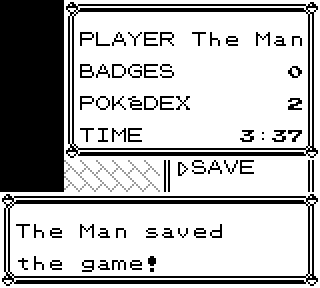 PLAYER The Man
BADGES 0
POKéDEX 2
TIME 3:37
▷SAVE
The Man saved
the game!